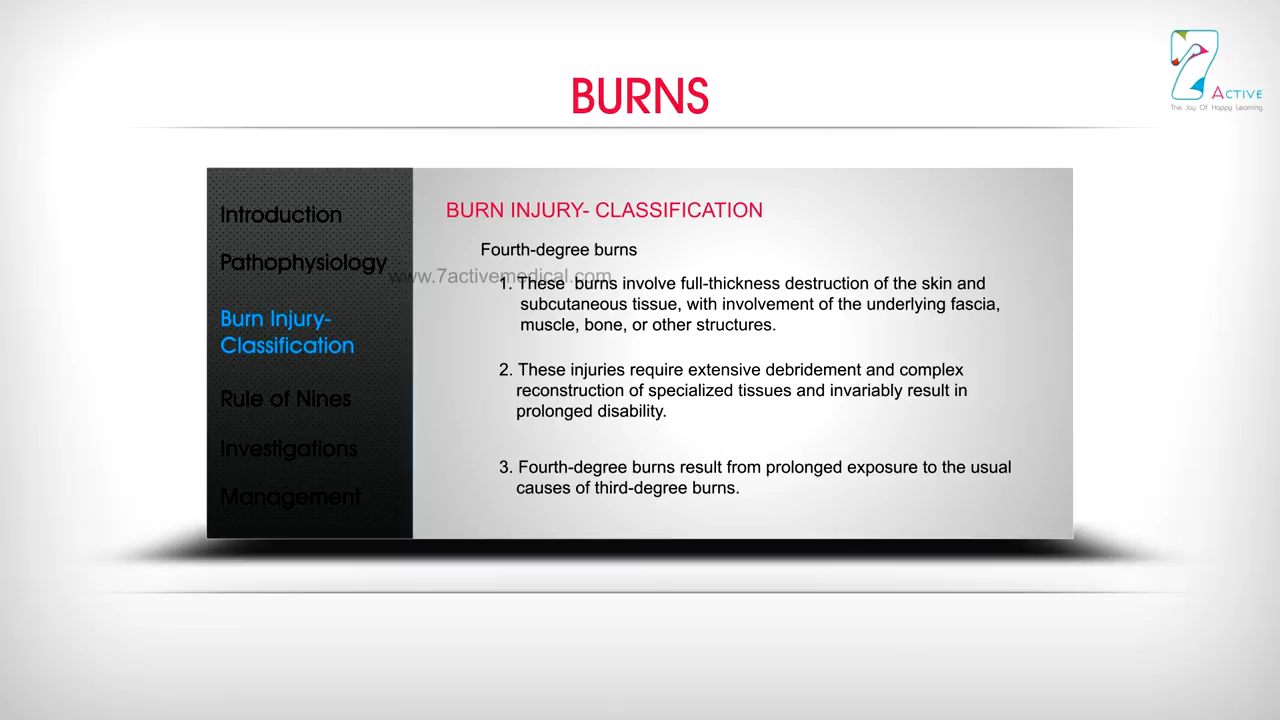 BURNS
7
ACTIVE
The Joy Of Happy Learning
Introduction
Pathophysiology
Burn Injury-
Classification
Rule of Nines
Investigations
Management
BURN INJURY- CLASSIFICATION
Fourth-degree burns
www.7activemedical.com
1. These burns involve full-thickness destruction of the skin and
subcutaneous tissue, with involvement of the underlying fascia,
muscle, bone, or other structures.
2. These injuries require extensive debridement and complex
reconstruction of specialized tissues and invariably result in
prolonged disability.
3. Fourth-degree burns result from prolonged exposure to the usual
causes of third-degree burns.